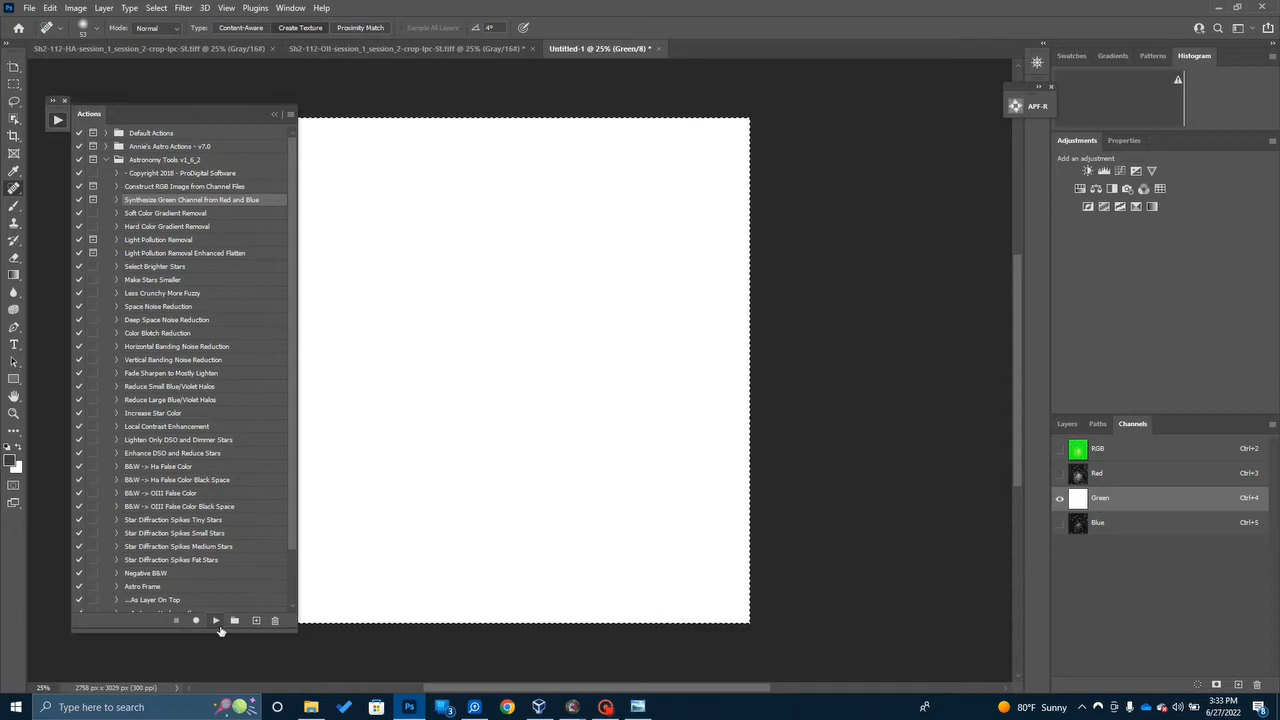 Ps File Edit Image Layer Type Select Filter 3D View Plugins Window Help
53 Mode: Normal Type: Content-Aware Create Texture Proximity Match Sample All Layers 4°
Sh2-112-HA-session_1_session_2-crop-lpc-St.tiff @ 25% (Gray/16#) × Sh2-112-OII-session_1_session_2-crop-lpc-St.tiff @ 25% (Gray/16#) * × Untitled-1 @ 25% (Green/8) * ×
Swatches Gradients Patterns Histogram
APF-R
Actions
Default Actions
Annie's Astro Actions - v7.0
Astronomy Tools v1_6_2
- Copyright 2018 - ProDigital Software
Construct RGB Image from Channel Files
Synthesize Green Channel from Red and Blue
Soft Color Gradient Removal
Hard Color Gradient Removal
Light Pollution Removal
Light Pollution Removal Enhanced Flatten
Select Brighter Stars
Make Stars Smaller
Less Crunchy More Fuzzy
Space Noise Reduction
Deep Space Noise Reduction
Color Blotch Reduction
Horizontal Banding Noise Reduction
Vertical Banding Noise Reduction
Fade Sharpen to Mostly Lighten
Reduce Small Blue/Violet Halos
Reduce Large Blue/Violet Halos
Increase Star Color
Local Contrast Enhancement
Lighten Only DSO and Dimmer Stars
Enhance DSO and Reduce Stars
B&W -> Ha False Color
B&W -> Ha False Color Black Space
B&W -> OIII False Color
B&W -> OIII False Color Black Space
Star Diffraction Spikes Tiny Stars
Star Diffraction Spikes Small Stars
Star Diffraction Spikes Medium Stars
Star Diffraction Spikes Fat Stars
Negative B&W
Astro Frame
...As Layer On Top
Adjustments Properties
Add an adjustment
Layers Paths Channels
RGB Ctrl+2
Red Ctrl+3
Green Ctrl+4
Blue Ctrl+5
25% 2758 px x 3029 px (300 ppi)
Type here to search
Ps
80°F Sunny
3:33 PM
6/27/2022